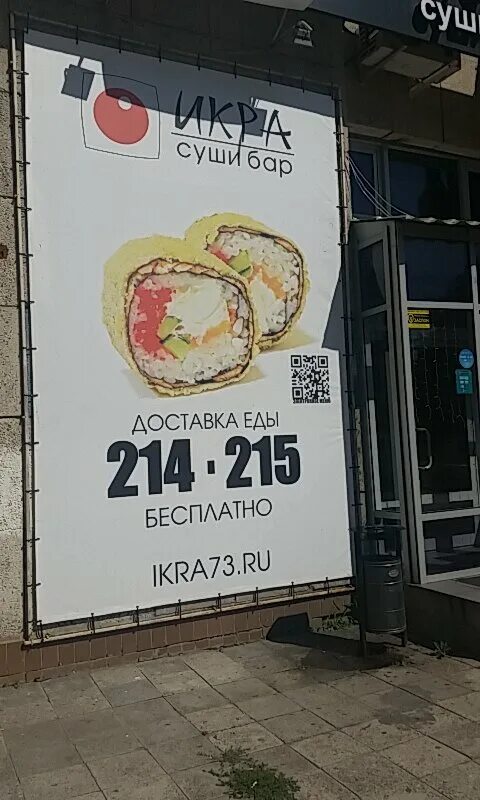 суши
ИКРА
суши бар
ДОСТАВКА ЕДЫ
214 · 215
БЕСПЛАТНО
IKRA73.RU